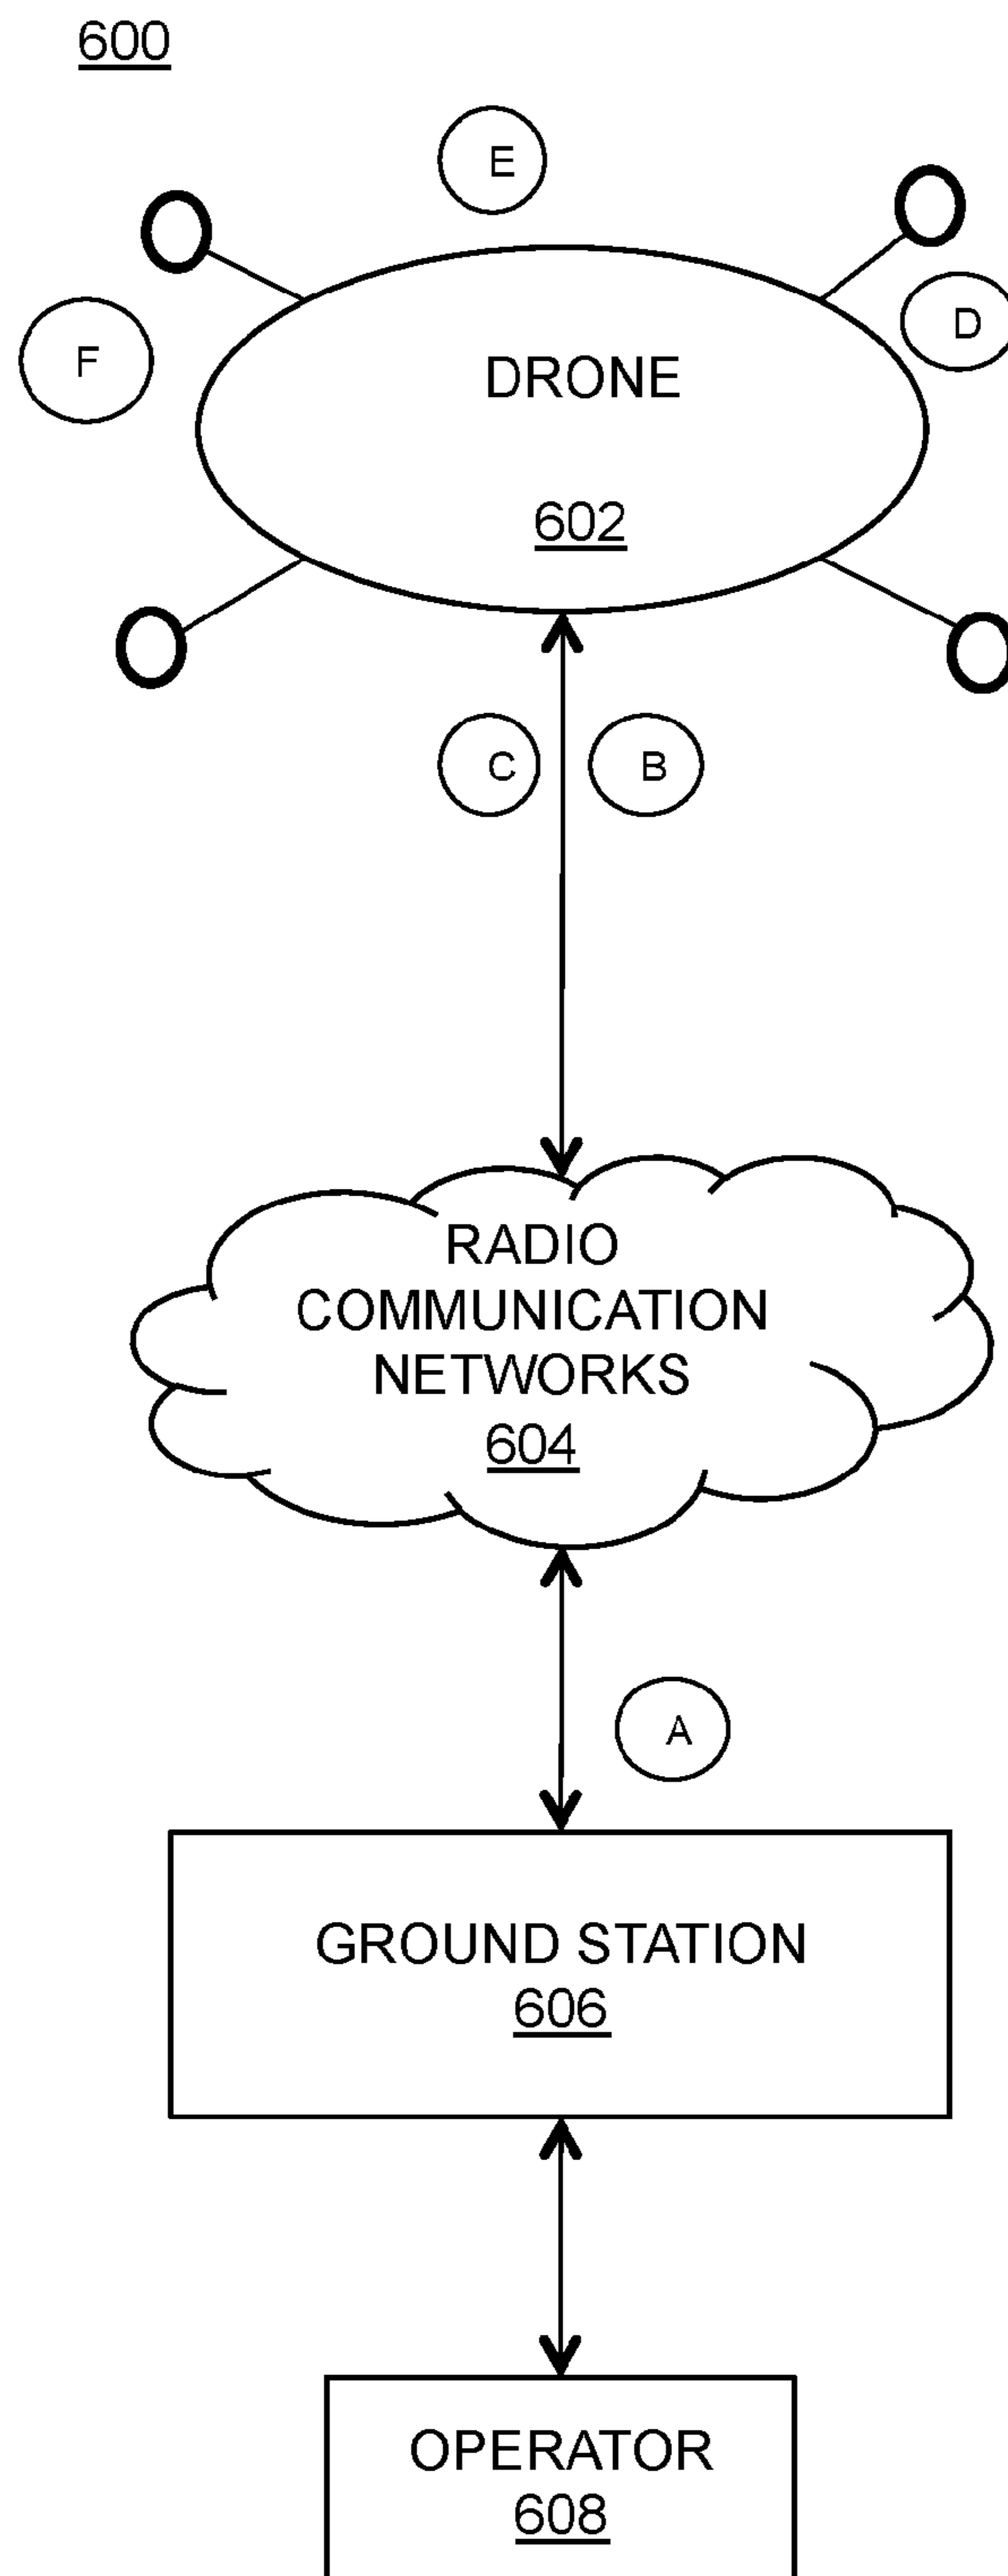 600
E
D
F
DRONE
602
C
B
RADIO
COMMUNICATION
NETWORKS
604
A
GROUND STATION
606
OPERATOR
608